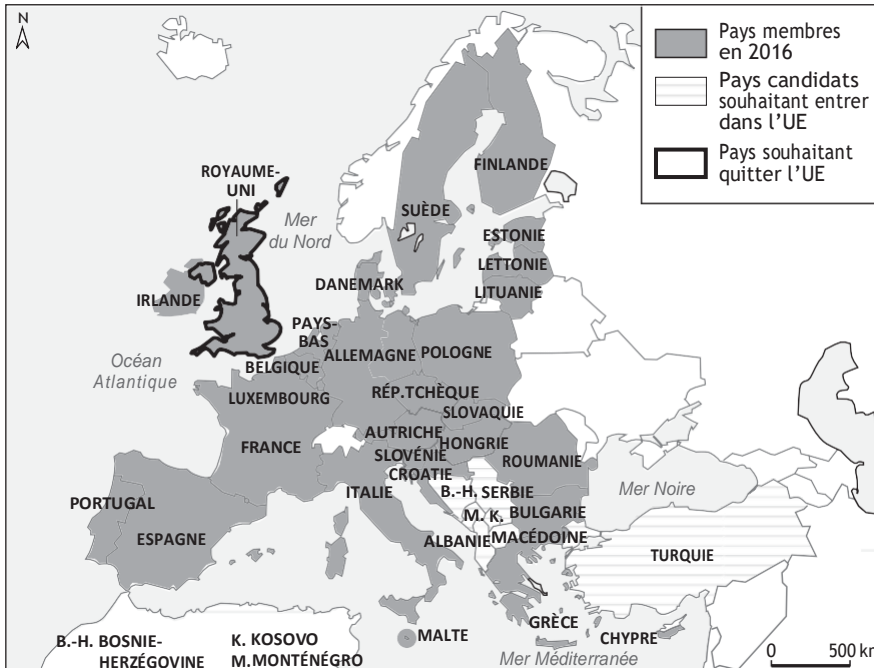 N
Pays membres
en 2016
Pays candidats
souhaitant entrer
dans l’UE
Pays souhaitant
quitter l’UE
ROYAUME-
UNI
Mer
du Nord
FINLANDE
SUÈDE
ESTONIE
LETTONIE
LITUANIE
DANEMARK
IRLANDE
PAYS-
BAS
ALLEMAGNE
POLOGNE
Océan
Atlantique
BELGIQUE
LUXEMBOURG
RÉP.TCHÈQUE
SLOVAQUIE
AUTRICHE
HONGRIE
FRANCE
SLOVÉNIE
ROUMANIE
CROATIE
ITALIE
B.-H. SERBIE
Mer Noire
PORTUGAL
M. K.
BULGARIE
ESPAGNE
ALBANIE
MACÉDOINE
TURQUIE
GRÈCE
CHYPRE
MALTE
B.-H. BOSNIE-
HERZÉGOVINE
K. KOSOVO
M. MONTÉNÉGRO
Mer Méditerranée
0 500 km